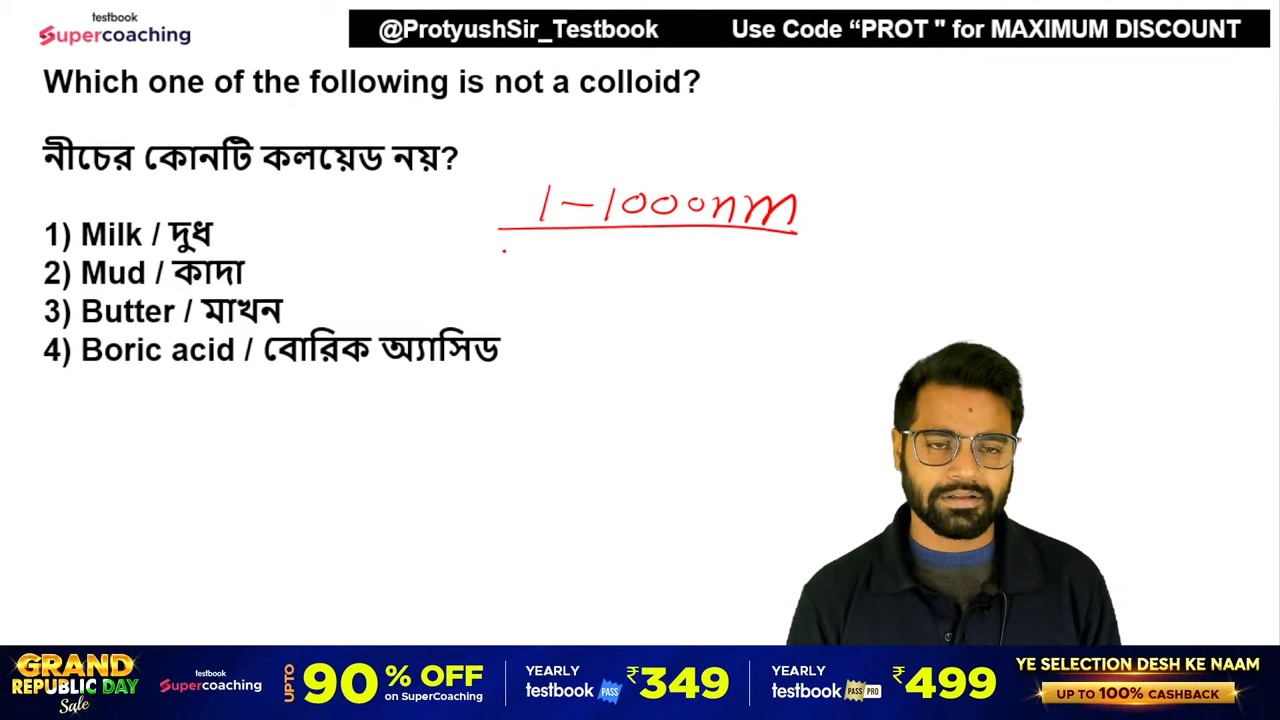 testbook
Supercoaching
@ProtyushSir_Testbook Use Code “PROT " for MAXIMUM DISCOUNT
Which one of the following is not a colloid?
নীচের কোনটি কলয়েড নয়?
1-1000nm
1) Milk / দুধ
2) Mud / কাদা
3) Butter / মাখন
4) Boric acid / বোরিক অ্যাসিড
GRAND
REPUBLIC DAY
Sale
testbook
Supercoaching
UPTO 90% OFF
on SuperCoaching
YEARLY
testbook PASS
₹349
YEARLY
testbook PASS PRO
₹499
YE SELECTION DESH KE NAAM
UP TO 100% CASHBACK